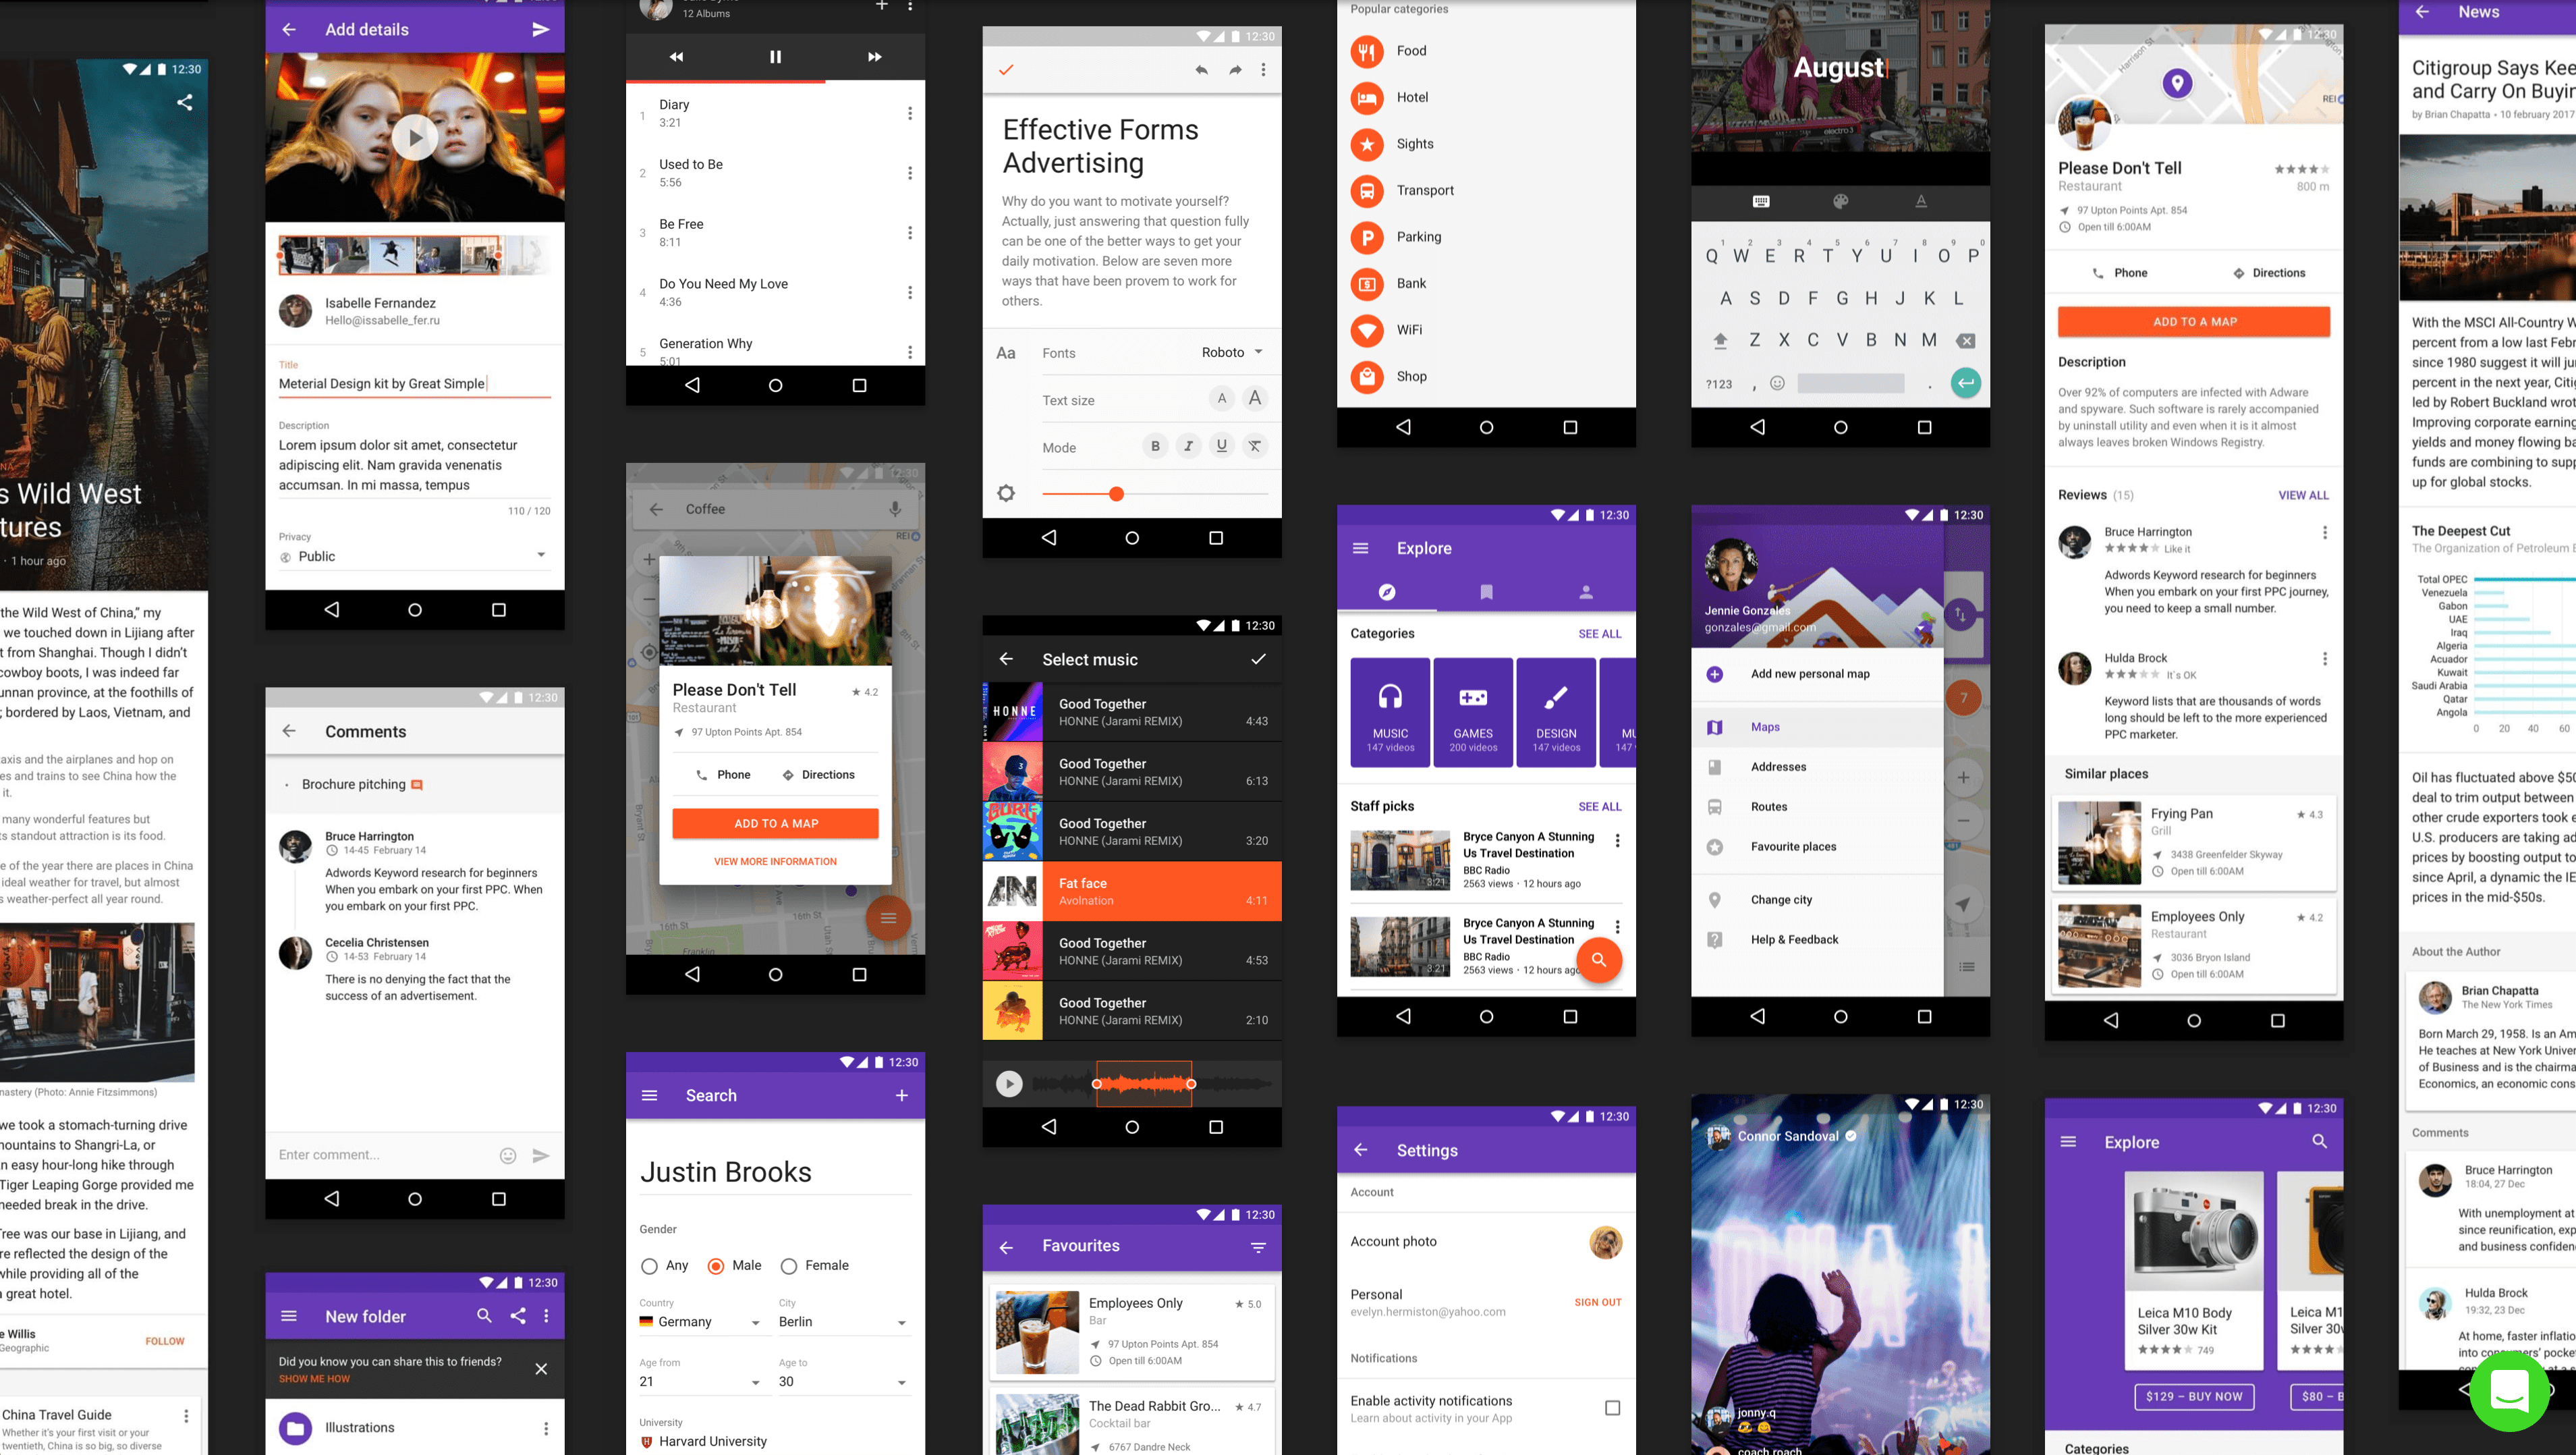 12:30
NA
s Wild West
tures
· 1 hour ago
the Wild West of China,” my
we touched down in Lijiang after
t from Shanghai. Though I didn’t
cowboy boots, I was indeed far
unnan province, at the foothills of
; bordered by Laos, Vietnam, and
axis and the airplanes and hop on
es and trains to see China how the
it.
many wonderful features but
ts standout attraction is its food.
e of the year there are places in China
ideal weather for travel, but almost
s weather-perfect all year round.
nastery (Photo: Annie Fitzsimmons)
we took a stomach-turning drive
nountains to Shangri-La, or
n easy hour-long hike through
Tiger Leaping Gorge provided me
needed break in the drive.
Tree was our base in Lijiang, and
re reflected the design of the
while providing all of the
a great hotel.
e Willis
Geographic
FOLLOW
China Travel Guide
Whether it's your first visit or your
twentieth, China is so big, so diverse
Add details
Isabelle Fernandez
Hello@issabelle_fer.ru
Title
Meterial Design kit by Great Simple
Description
Lorem ipsum dolor sit amet, consectetur
adipiscing elit. Nam gravida venenatis
accumsan. In mi massa, tempus
110 / 120
Privacy
Public
12:30
Comments
· Brochure pitching
Bruce Harrington
14-45 February 14
Adwords Keyword research for beginners
When you embark on your first PPC. When
you embark on your first PPC.
Cecelia Christensen
14-53 February 14
There is no denying the fact that the
success of an advertisement.
Enter comment...
12:30
New folder
Did you know you can share this to friends?
SHOW ME HOW
Illustrations
12 Albums
1 Diary
3:21
2 Used to Be
5:56
3 Be Free
8:11
4 Do You Need My Love
4:36
5 Generation Why
5:01
12:30
Coffee
REI
9th St
8th St
Please Don't Tell
★ 4.2
Restaurant
97 Upton Points Apt. 854
Phone
Directions
ADD TO A MAP
VIEW MORE INFORMATION
101
Bryant St
16th St
16th St
Utah St
Franklin
12:30
Search
Justin Brooks
Gender
Any
Male
Female
Country
City
Germany
Berlin
Age from
Age to
21
30
University
Harvard University
12:30
Effective Forms
Advertising
Why do you want to motivate yourself?
Actually, just answering that question fully
can be one of the better ways to get your
daily motivation. Below are seven more
ways that have been provem to work for
others.
Aa
Fonts
Roboto
Text size
A A
Mode
B I U T
12:30
Select music
HONNE
Good Together
HONNE (Jarami REMIX)
4:43
Good Together
HONNE (Jarami REMIX)
6:13
Good Together
HONNE (Jarami REMIX)
3:20
Fat face
Avolnation
4:11
Good Together
HONNE (Jarami REMIX)
4:53
Good Together
HONNE (Jarami REMIX)
2:10
12:30
Favourites
Employees Only
★ 5.0
Bar
97 Upton Points Apt. 854
Open till 6:00AM
The Dead Rabbit Gro...
★ 4.7
Cocktail bar
6767 Dandre Neck
Popular categories
Food
Hotel
Sights
Transport
P Parking
Bank
WiFi
Shop
12:30
Explore
Categories
SEE ALL
MUSIC
147 videos
GAMES
200 videos
DESIGN
147 videos
MU
147
Staff picks
SEE ALL
Bryce Canyon A Stunning
Us Travel Destination
BBC Radio
2563 views · 12 hours ago
3:21
Bryce Canyon A Stunning
Us Travel Destination
BBC Radio
2563 views · 12 hours ago
3:21
12:30
Settings
Account
Account photo
Personal
evelyn.hermiston@yahoo.com
SIGN OUT
Notifications
Enable activity notifications
Learn about activity in your App
August
electro 3
A
1 2 3 4 5 6 7 8 9 0
Q W E R T Y U I O P
A S D F G H J K L
Z X C V B N M
?123 , .
12:30
Jennie Gonzales
gonzales@gmail.com
Add new personal map
Maps
Addresses
Routes
Favourite places
Change city
Help & Feedback
7
12:30
Connor Sandoval
jonny.q
coach roach
12:30
Harrison St
REI
Please Don't Tell
Restaurant
800 m
97 Upton Points Apt. 854
Open till 6:00AM
Phone
Directions
ADD TO A MAP
Description
Over 92% of computers are infected with Adware
and spyware. Such software is rarely accompanied
by uninstall utility and even when it is it almost
always leaves broken Windows Registry.
Reviews (15)
VIEW ALL
Bruce Harrington
Like it
Adwords Keyword research for beginners
When you embark on your first PPC journey,
you need to keep a small number.
Hulda Brock
It's OK
Keyword lists that are thousands of words
long should be left to the more experienced
PPC marketer.
Similar places
Frying Pan
★ 4.3
Grill
3438 Greenfelder Skyway
Open till 6:00AM
Employees Only
★ 4.2
Restaurant
3036 Bryon Island
Open till 6:00AM
12:30
Explore
Leica M10 Body
Silver 30w Kit
749
$129 – BUY NOW
Leica M1
Silver 30w
$80 – B
Categories
News
Citigroup Says Kee
and Carry On Buyin
by Brian Chapatta • 10 february 2017
With the MSCI All-Country W
percent from a low last Febr
since 1980 suggest it will jun
percent in the next year, Citig
led by Robert Buckland wrot
Improving corporate earning
yields and money flowing ba
funds are combining to supp
up for global stocks.
The Deepest Cut
The Organization of Petroleum E
Total OPEC
Venezuela
Gabon
UAE
Iraq
Algeria
Acuador
Kuwait
Saudi Arabia
Qatar
Angola
0 20 40 60
Oil has fluctuated above $50
deal to trim output between
other crude exporters took e
U.S. producers are taking ad
prices by boosting output to
since April, a dynamic the IE
prices in the mid-$50s.
About the Author
Brian Chapatta
The New York Times
Born March 29, 1958. Is an Am
He teaches at New York Univer
of Business and is the chairma
Economics, an economic cons
Comments
Bruce Harrington
18:04, 27 Dec
With unemployment at
since reunification, exp
and business confiden
Hulda Brock
19:32, 23 Dec
At home, faster inflatio
into consumers' pocket